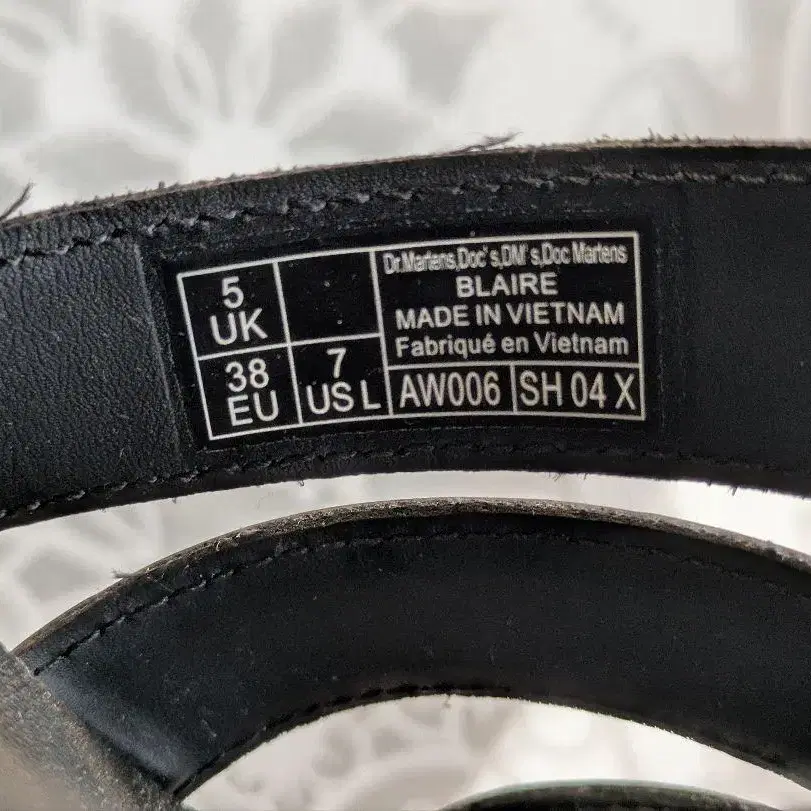 5
UK
38
EU
7
US L
Dr.Martens,Doc's,DM's,Doc Martens
BLAIRE
MADE IN VIETNAM
Fabriqué en Vietnam
AW006
SH 04 X